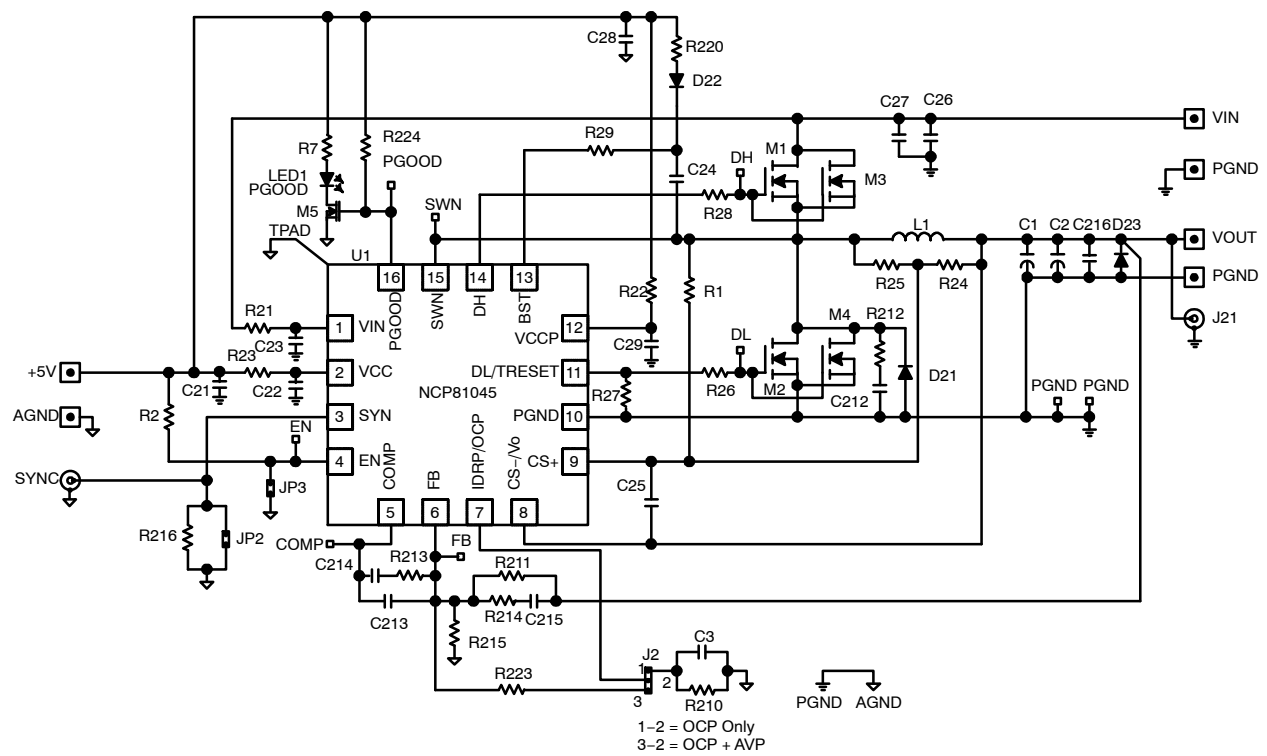 C28
R220
D22
C27
C26
VIN
R7
R224
PGOOD
R29
C24
DH
M1
M3
PGND
LED1
PGOOD
M5
SWN
R28
TPAD
U1
L1
C1
C2
C216
D23
VOUT
16
15
14
13
PGOOD
SWN
DH
BST
R22
R1
R25
R24
PGND
R21
1
VIN
C23
VCCP
12
C29
M4
R212
J21
+5V
R23
C21
C22
2
VCC
DL/TRESET
11
NCP81045
DL
R26
M2
R27
C212
D21
PGND
PGND
AGND
R2
3
SYN
PGND
10
EN
4
EN
COMP
FB
IDRP/OCP
CS−/Vo
CS+
9
SYNC
JP3
C25
5
6
7
8
R216
JP2
COMP
C214
R213
FB
R211
C213
R214
C215
R215
R223
J2
1
2
3
C3
R210
PGND
AGND
1−2 = OCP Only
3−2 = OCP + AVP